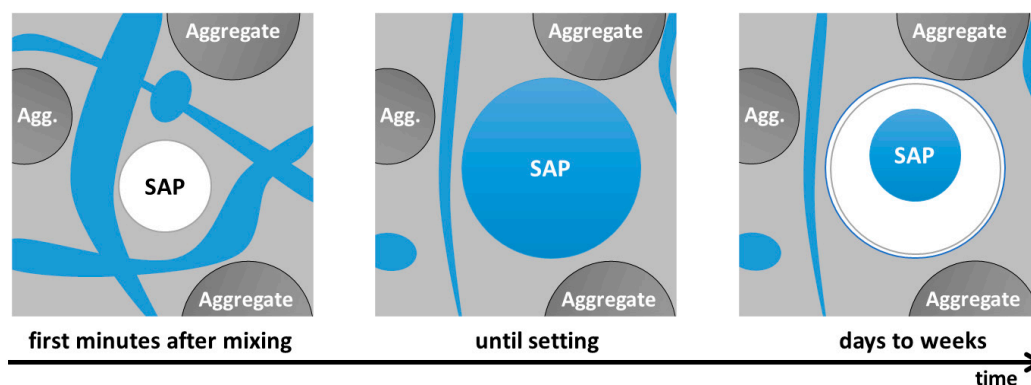 Aggregate
Agg.
SAP
Aggregate
first minutes after mixing
Aggregate
SAP
Aggregate
until setting
Aggregate
Agg.
SAP
Aggregate
days to weeks
time